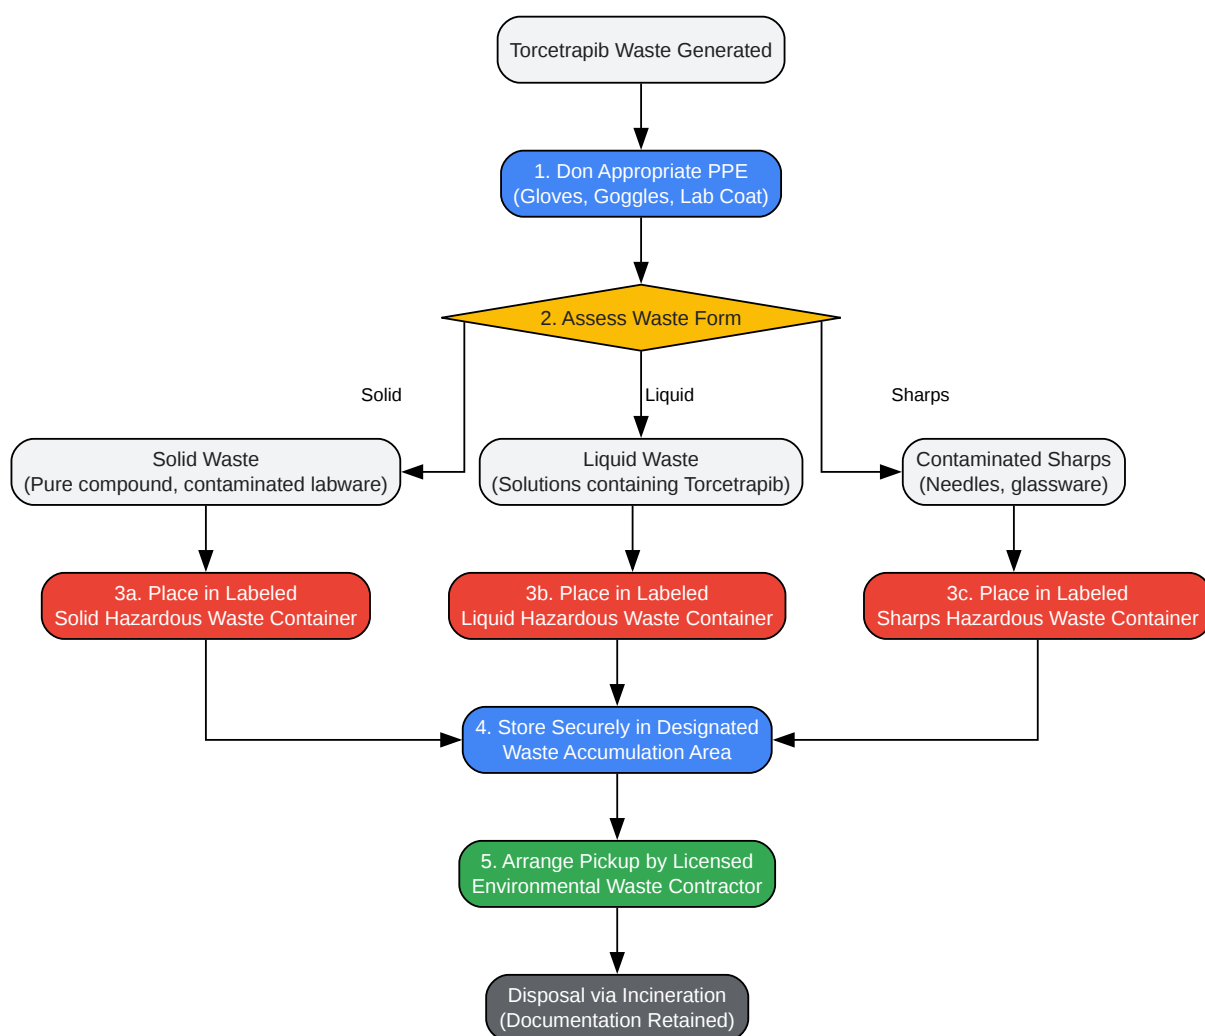 Torcetrapib Waste Generated
1. Don Appropriate PPE
(Gloves, Goggles, Lab Coat)
2. Assess Waste Form
Solid
Liquid
Sharps
Solid Waste
(Pure compound, contaminated labware)
Liquid Waste
(Solutions containing Torcetrapib)
Contaminated Sharps
(Needles, glassware)
3a. Place in Labeled
Solid Hazardous Waste Container
3b. Place in Labeled
Liquid Hazardous Waste Container
3c. Place in Labeled
Sharps Hazardous Waste Container
4. Store Securely in Designated
Waste Accumulation Area
5. Arrange Pickup by Licensed
Environmental Waste Contractor
Disposal via Incineration
(Documentation Retained)